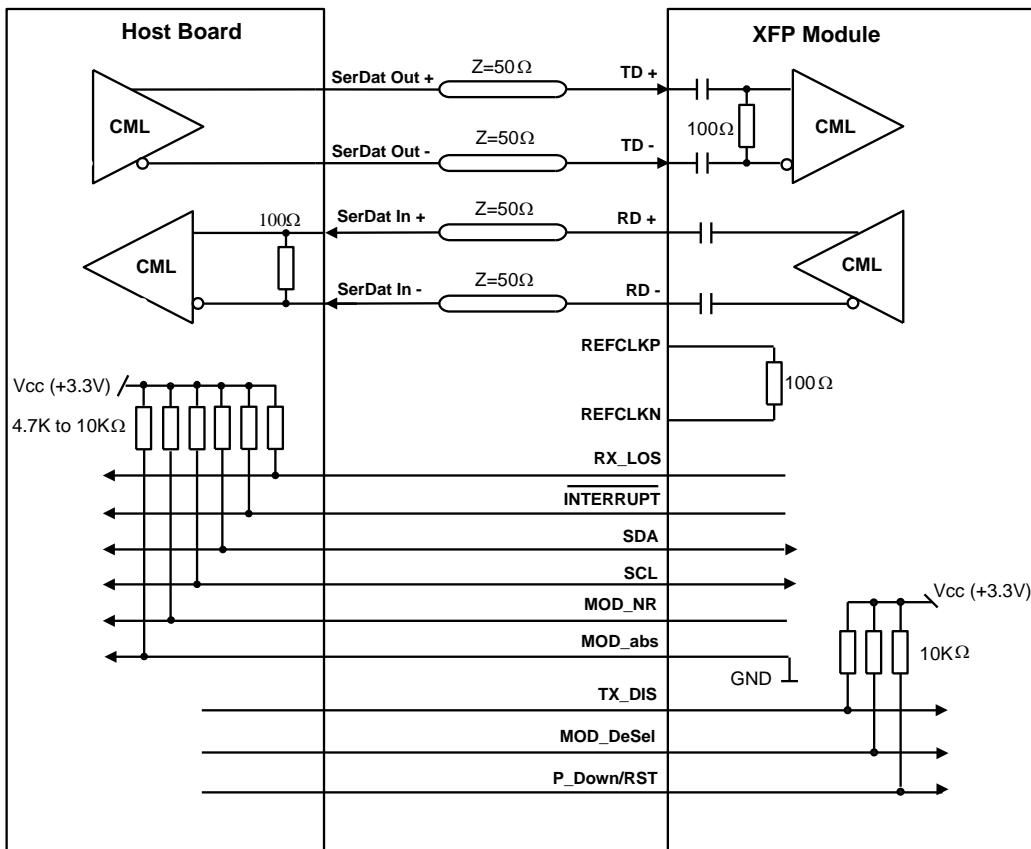 Host Board
XFP Module
SerDat Out +
Z=50Ω
TD +
CML
100Ω
CML
SerDat Out -
Z=50Ω
TD -
100Ω
SerDat In +
Z=50Ω
RD +
CML
CML
SerDat In -
Z=50Ω
RD -
REFCLKP
Vcc (+3.3V)
100Ω
4.7K to 10KΩ
REFCLKN
RX_LOS
INTERRUPT
SDA
SCL
Vcc (+3.3V)
MOD_NR
MOD_abs
10KΩ
GND
TX_DIS
MOD_DeSel
P_Down/RST